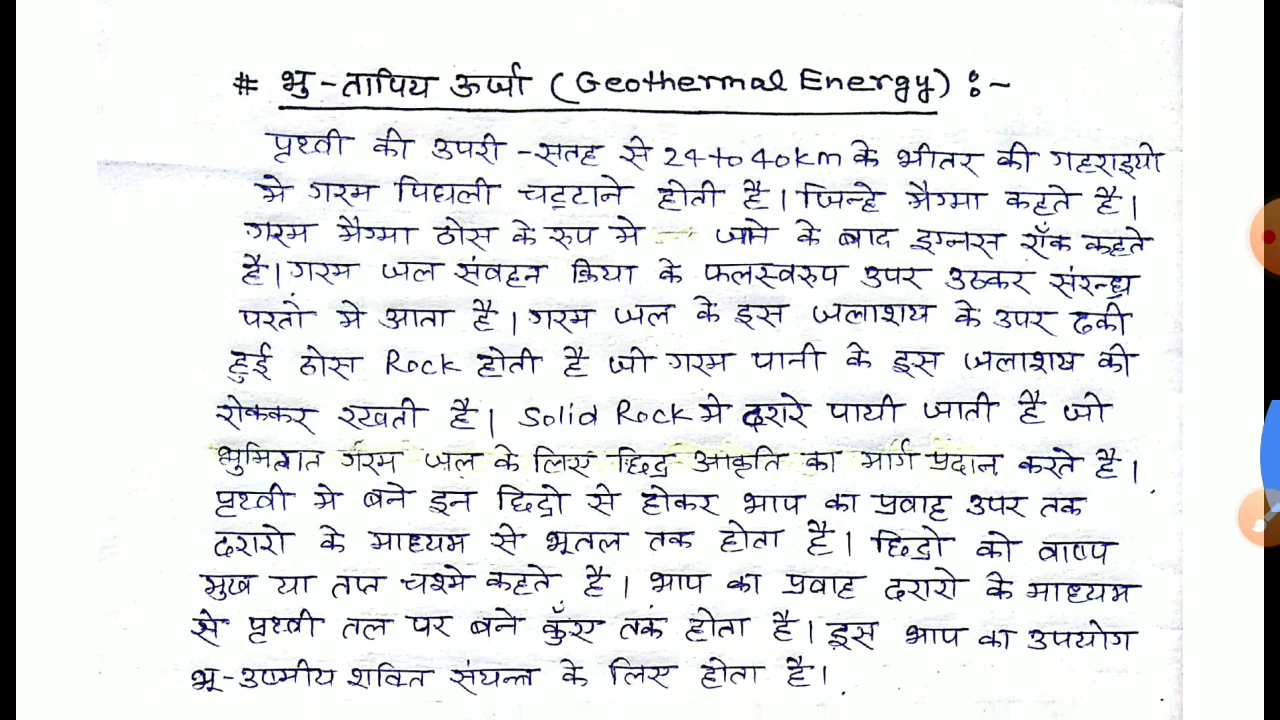 # भु-तापिय ऊर्जा (Geothermal Energy) :-
पृथ्वी की उपरी-सतह से 24 to 40 km के भीतर की गहराइयो
मे गरम पिघली चट्टाने होती है। जिन्हे मैग्मा कहते है।
गरम मैग्मा ठोस के रुप मे जाने के बाद इग्नस रॉक कहते
है। गरम जल संवहन क्रिया के फलस्वरुप उपर उठकर संरन्ध्र
परतों मे आता है। गरम जल के इस जलाशय के उपर ढकी
हुई ठोस Rock होती है जो गरम पानी के इस जलाशय को
रोककर रखती है। Solid Rock मे दरारे पायी जाती है जो
भुमिगत गरम जल के लिए छिद्र आकृति का मार्ग प्रदान करते है।
पृथ्वी मे बने इन छिद्रो से होकर भाप का प्रवाह उपर तक
दरारो के माध्यम से भूतल तक होता है। छिद्रो को वाष्प
मुख या तप्त चश्मे कहते है। भाप का प्रवाह दरारो के माध्यम
से पृथ्वी तल पर बने कुँए तक होता है। इस भाप का उपयोग
भू-उष्मीय शक्ति संयन्त्र के लिए होता है।